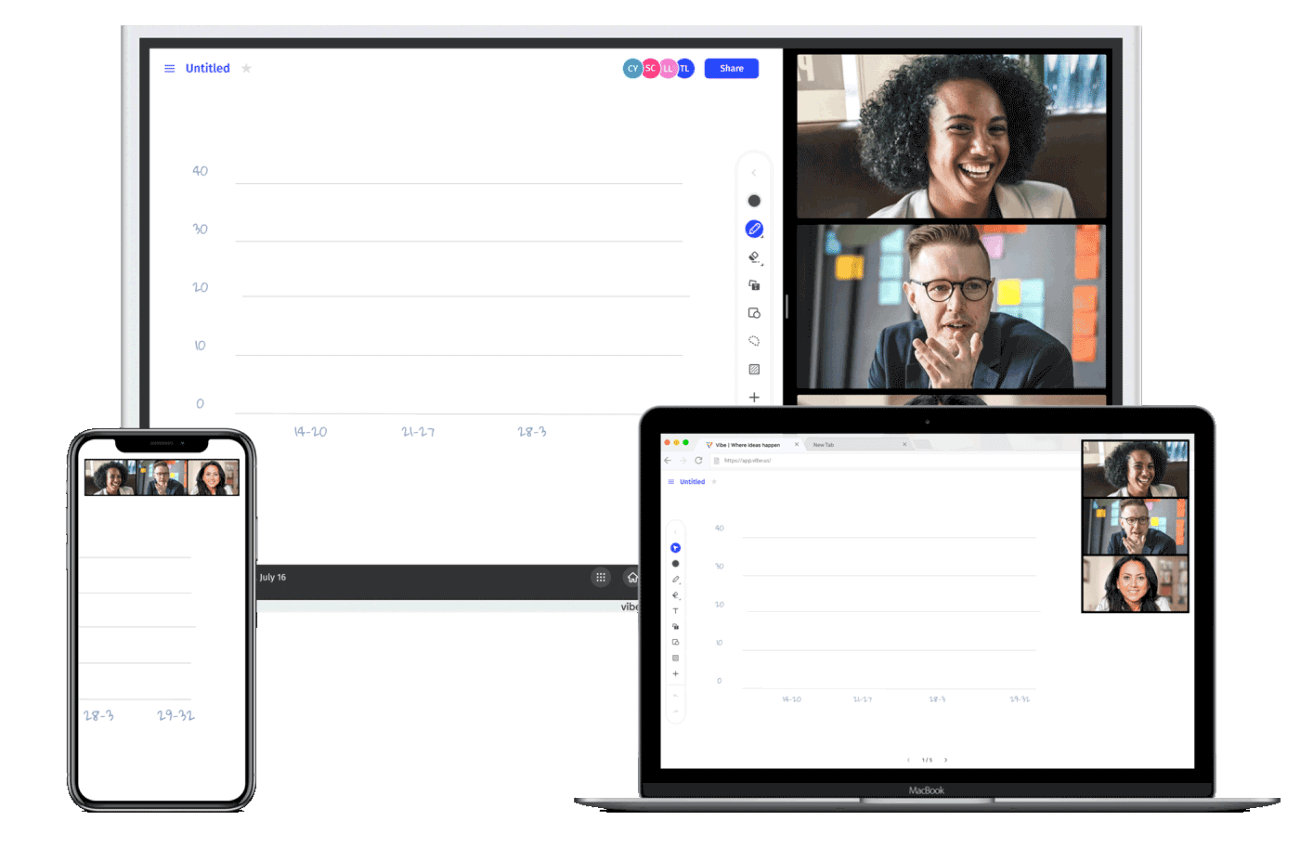 Untitled
CY SC LL TL
Share
40
30
20
10
0
14-20 21-27 28-3
July 16
vibe
28-3 29-32
Vibe | Where ideas happen
New Tab
https://app.vibe.us/
Untitled
40
30
20
10
0
14-20 21-27 28-3 29-32
T
1/5
MacBook